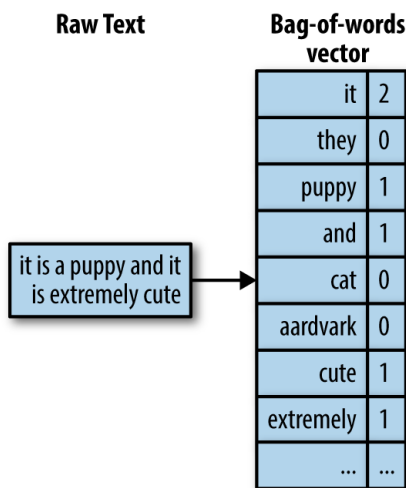 Raw Text
Bag-of-words
vector
it is a puppy and it
is extremely cute
it 2
they 0
puppy 1
and 1
cat 0
aardvark 0
cute 1
extremely 1
... ...